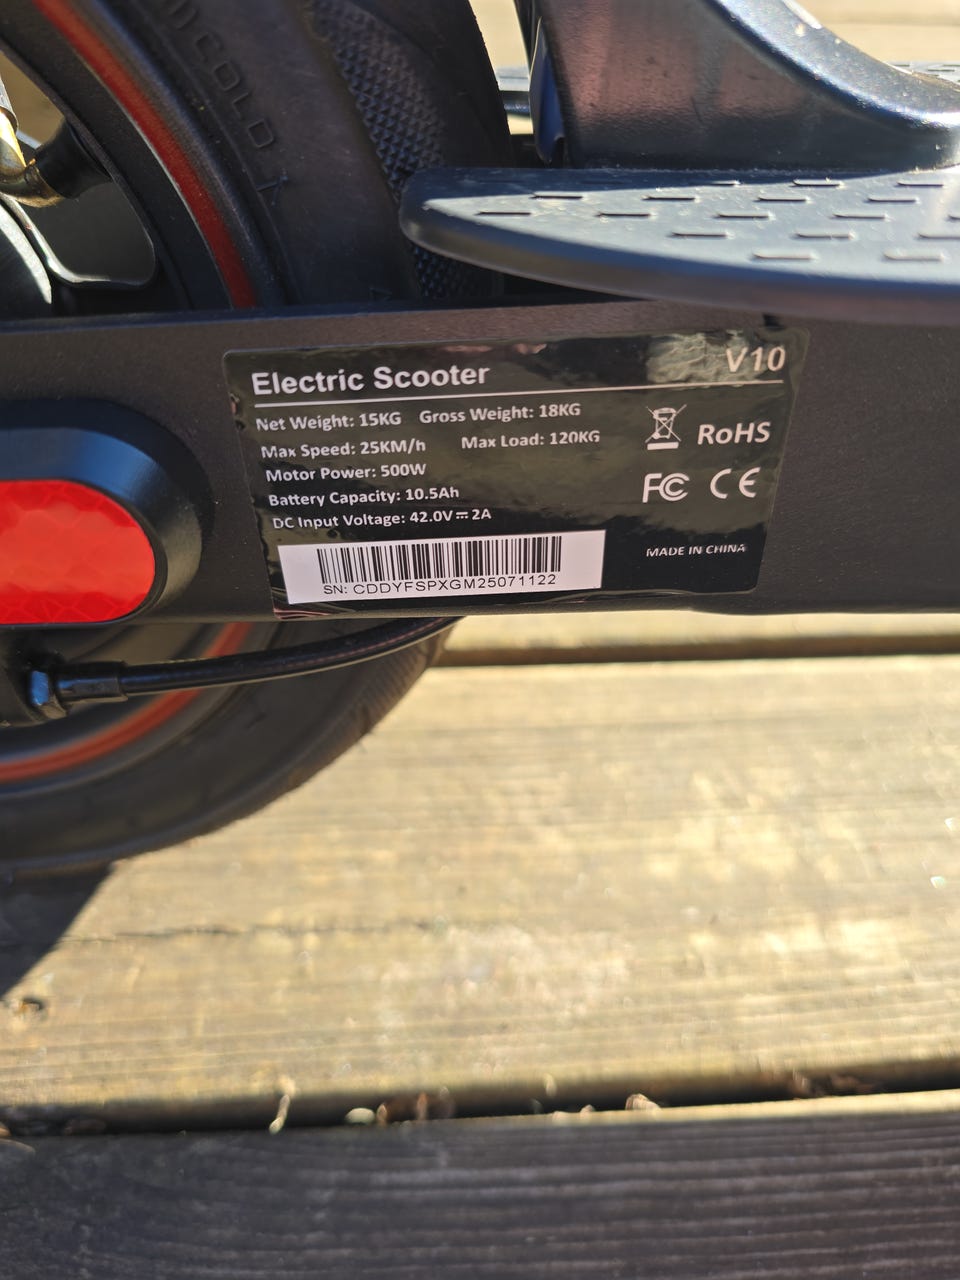 Electric Scooter V10
Net Weight: 15KG Gross Weight: 18KG
Max Speed: 25KM/h Max Load: 120KG
Motor Power: 500W
Battery Capacity: 10.5Ah
DC Input Voltage: 42.0V⎓2A
RoHS
FC CE
MADE IN CHINA
SN: CDDYFSPXGM25071122